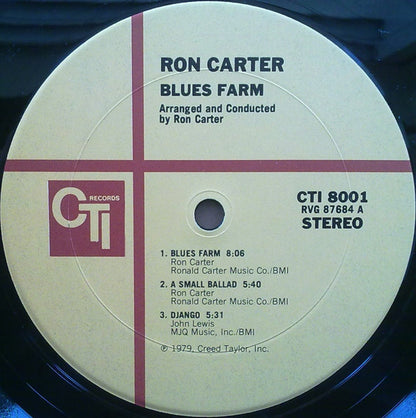 RON CARTER
BLUES FARM
Arranged and Conducted
by Ron Carter
CTI RECORDS
CTI 8001
RVG 87684 A
STEREO
1. BLUES FARM 8:06
Ron Carter
Ronald Carter Music Co./BMI
2. A SMALL BALLAD 5:40
Ron Carter
Ronald Carter Music Co./BMI
3. DJANGO 5:31
John Lewis
MJQ Music, Inc./BMI
℗ 1979, Creed Taylor, Inc.